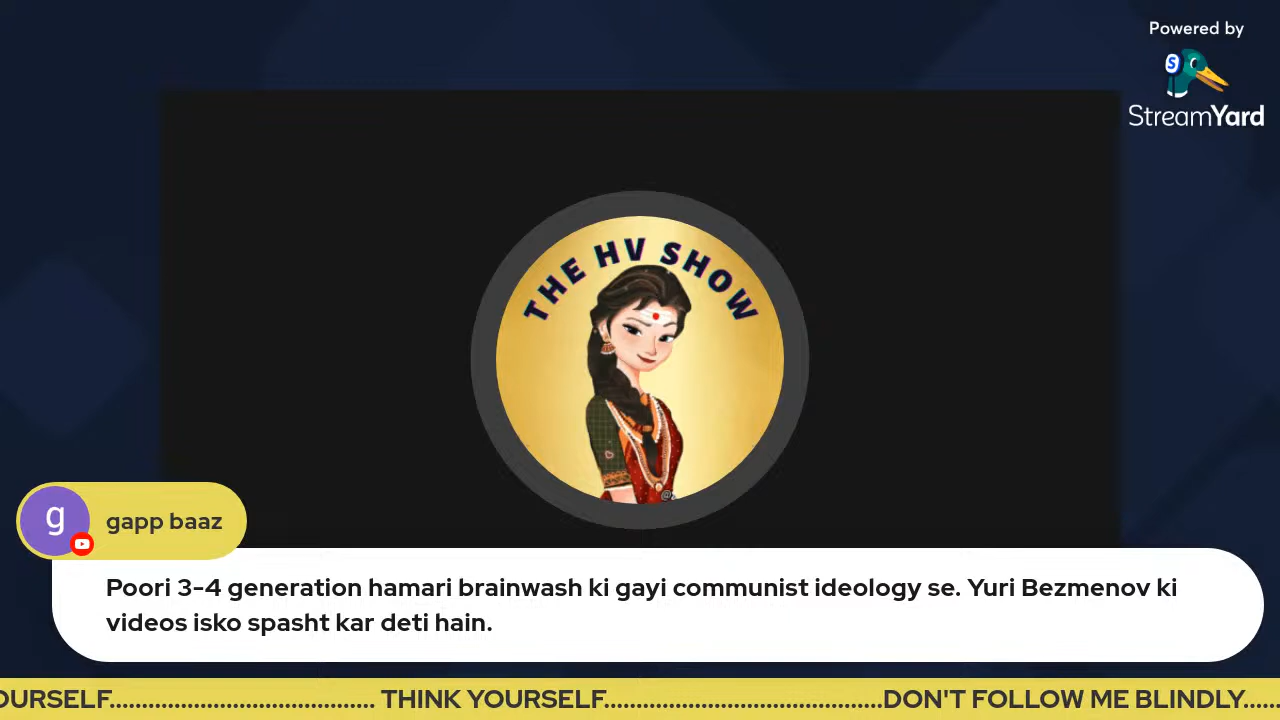 Powered by
StreamYard
THE HV SHOW
g
gapp baaz
Poori 3-4 generation hamari brainwash ki gayi communist ideology se. Yuri Bezmenov ki
videos isko spasht kar deti hain.
OURSELF......................................... THINK YOURSELF...........................................DON'T FOLLOW ME BLINDLY......